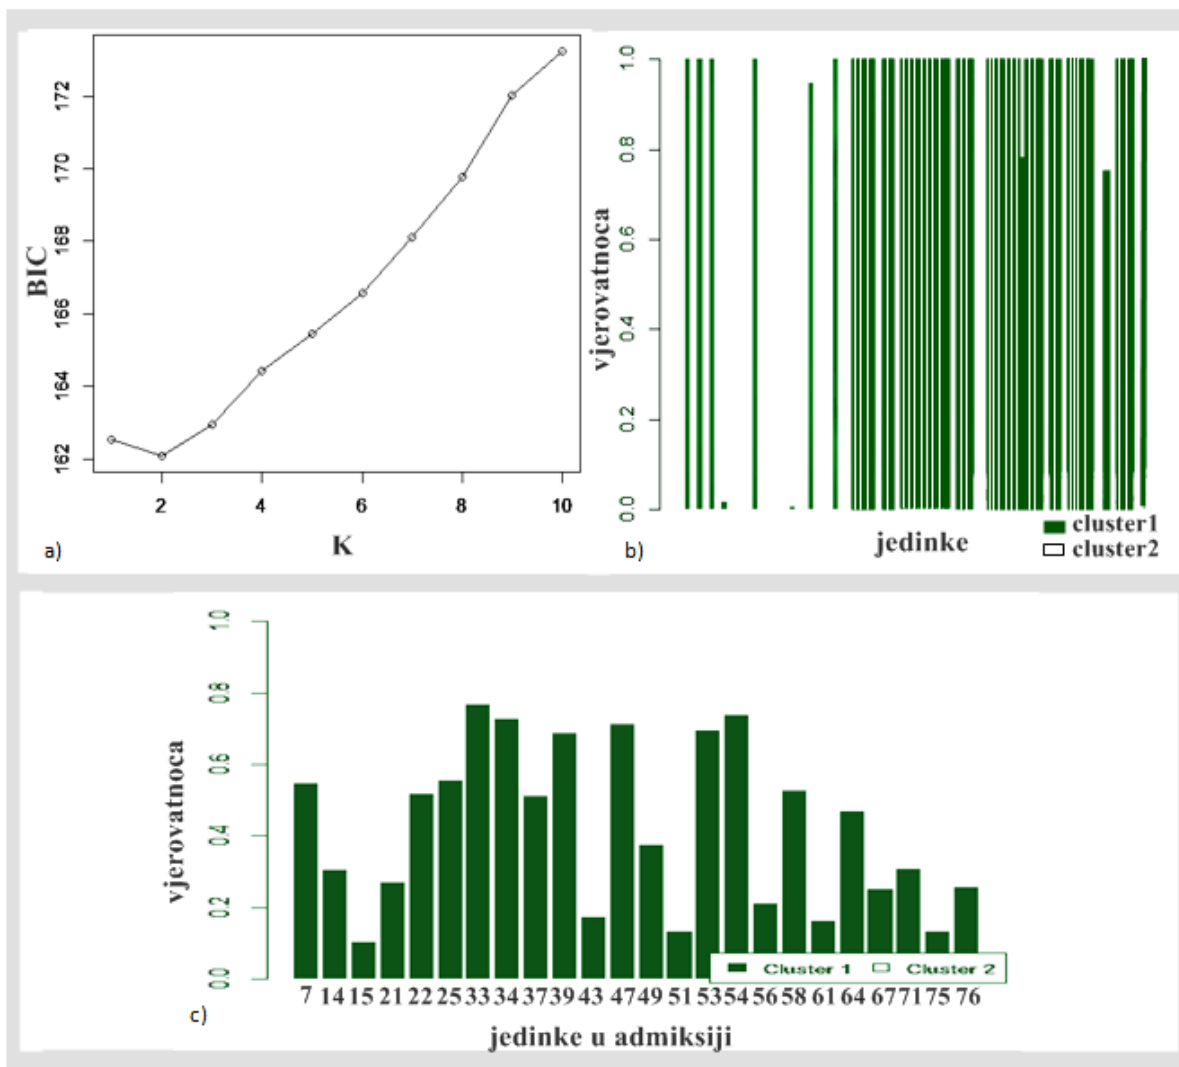 172
170
168
166
164
162
BIC
2 4 6 8 10
K
a)
1.0
0.8
0.6
0.4
0.2
0.0
vjerovatnoca
jedinke
cluster1
cluster2
b)
1.0
0.8
0.6
0.4
0.2
0.0
vjerovatnoca
Cluster 1 Cluster 2
7 14 15 21 22 25 33 34 37 39 43 47 49 51 53 54 56 58 61 64 67 71 75 76
jedinke u admiksiji
c)